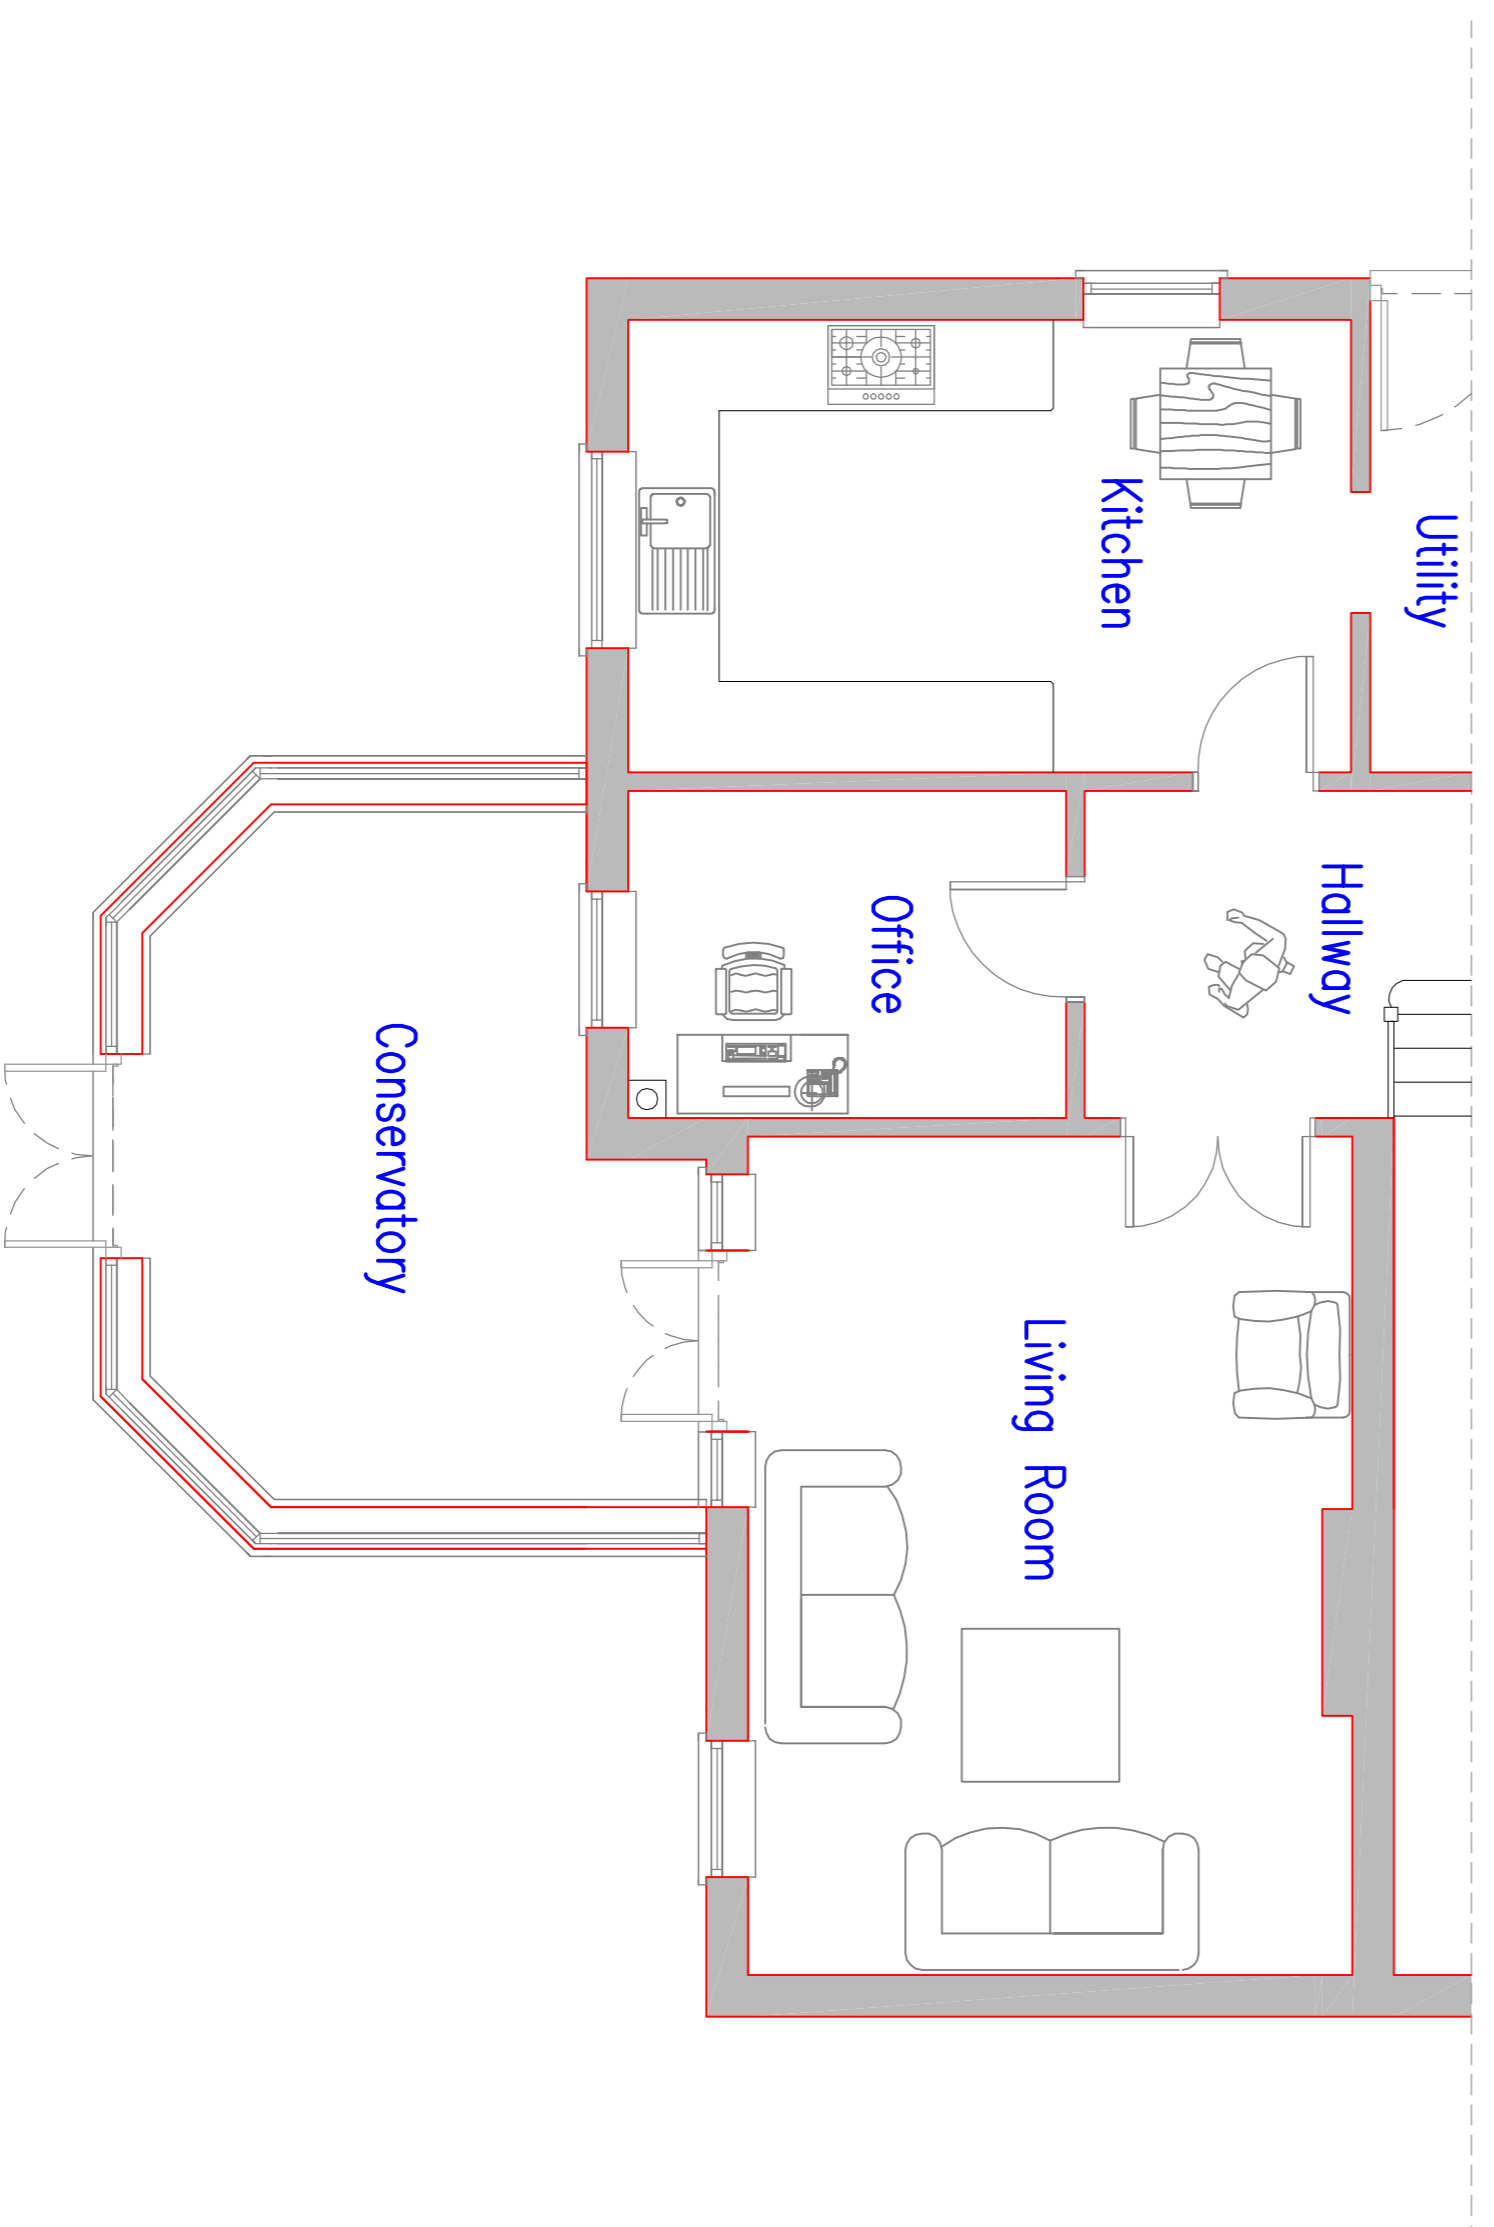 Utility
Kitchen
Hallway
Office
Conservatory
Living Room